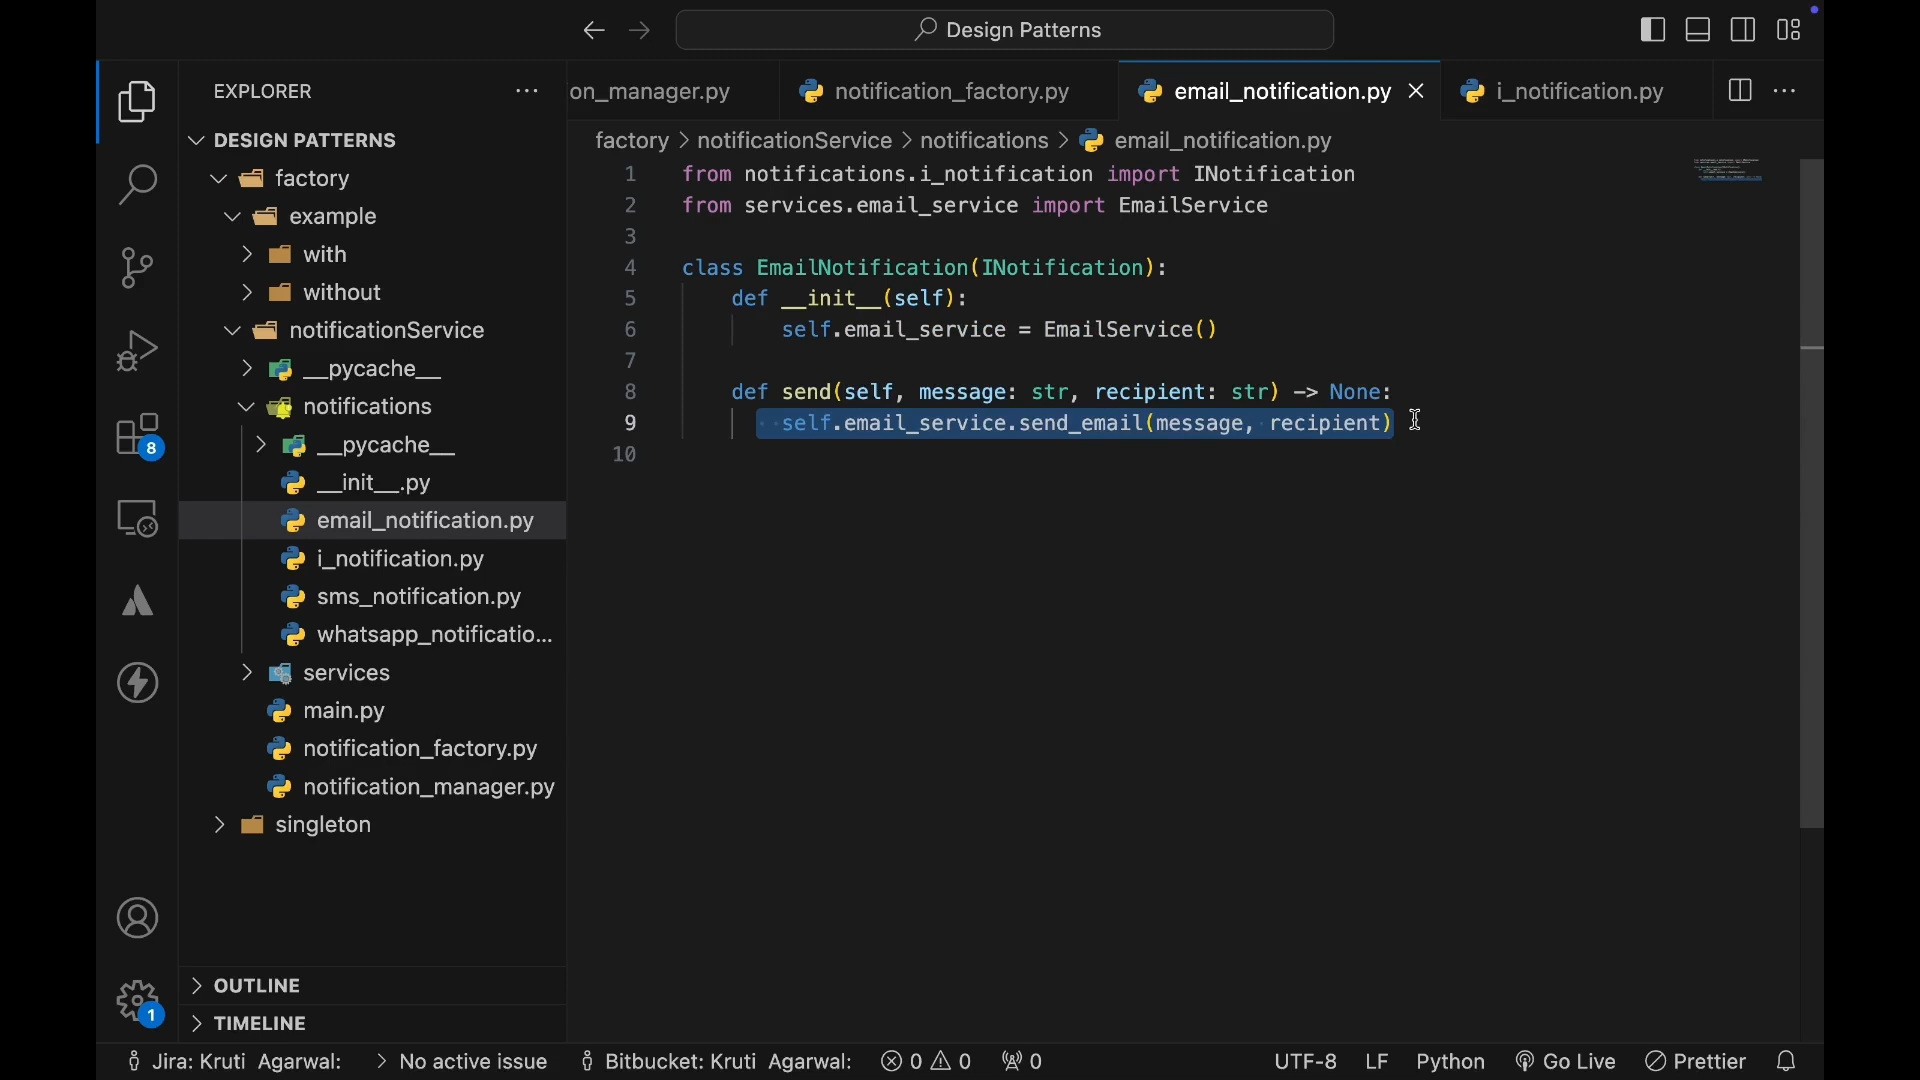 Design Patterns
EXPLORER
on_manager.py
notification_factory.py
email_notification.py
i_notification.py
DESIGN PATTERNS
factory > notificationService > notifications > email_notification.py
factory
example
with
without
notificationService
__pycache__
notifications
__pycache__
__init__.py
email_notification.py
i_notification.py
sms_notification.py
whatsapp_notificatio...
services
main.py
notification_factory.py
notification_manager.py
singleton
OUTLINE
TIMELINE
8
1
1 from notifications.i_notification import INotification
2 from services.email_service import EmailService
3
4 class EmailNotification(INotification):
5 def __init__(self):
6 self.email_service = EmailService()
7
8 def send(self, message: str, recipient: str) -> None:
9 self.email_service.send_email(message, recipient)
10
Jira: Kruti Agarwal: > No active issue Bitbucket: Kruti Agarwal: 0 0 0 UTF-8 LF Python Go Live Prettier